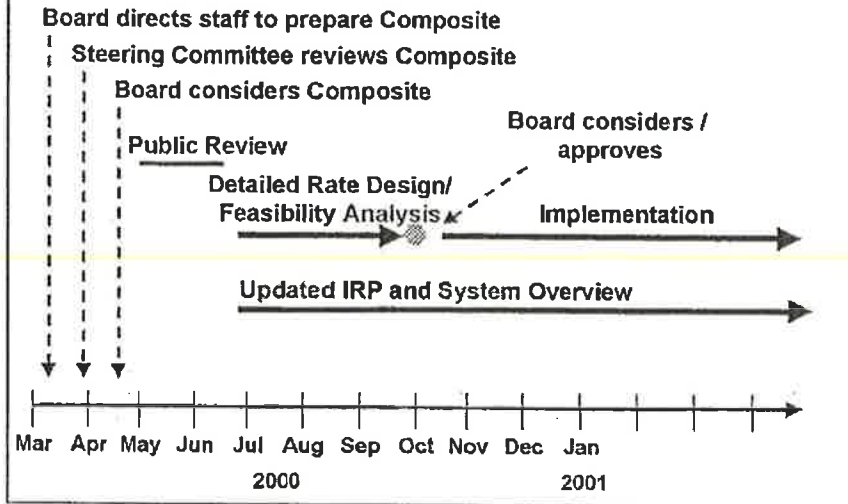 Board directs staff to prepare Composite
Steering Committee reviews Composite
Board considers Composite
Public Review
Board considers /
approves
Detailed Rate Design/
Feasibility Analysis
Implementation
Updated IRP and System Overview
Mar Apr May Jun Jul Aug Sep Oct Nov Dec Jan
2000 2001